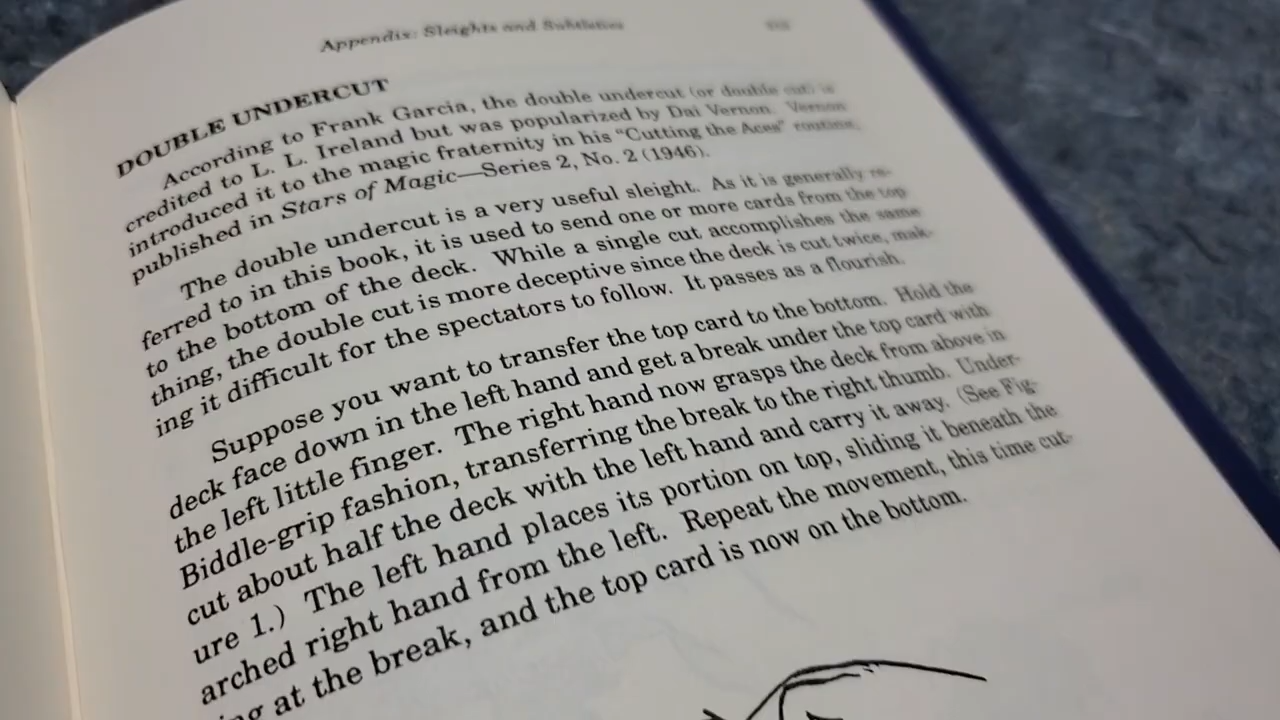 Appendix: Sleights and Subtleties
DOUBLE UNDERCUT
According to Frank Garcia, the double undercut (or double cut) is
credited to L. L. Ireland but was popularized by Dai Vernon. Vernon
introduced it to the magic fraternity in his “Cutting the Aces” routine,
published in Stars of Magic—Series 2, No. 2 (1946).
The double undercut is a very useful sleight. As it is generally re-
ferred to in this book, it is used to send one or more cards from the top
to the bottom of the deck. While a single cut accomplishes the same
thing, the double cut is more deceptive since the deck is cut twice, mak-
ing it difficult for the spectators to follow. It passes as a flourish.
Suppose you want to transfer the top card to the bottom. Hold the
deck face down in the left hand and get a break under the top card with
the left little finger. The right hand now grasps the deck from above in
Biddle-grip fashion, transferring the break to the right thumb. Under-
cut about half the deck with the left hand and carry it away. (See Fig-
ure 1.) The left hand places its portion on top, sliding it beneath the
arched right hand from the left. Repeat the movement, this time cut-
ing at the break, and the top card is now on the bottom.